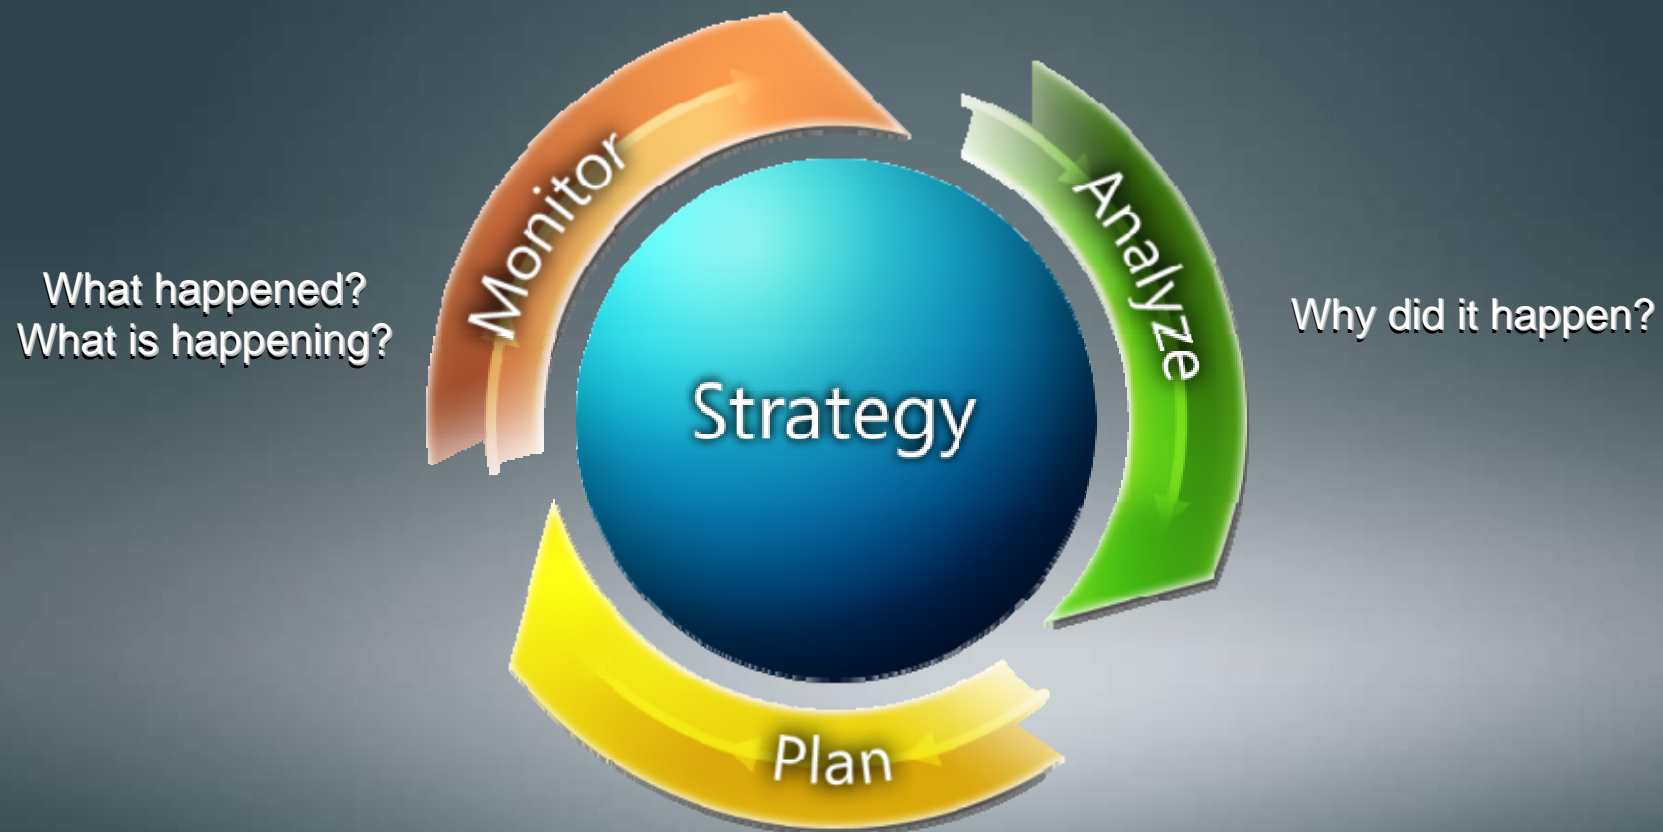 Monitor
What happened?
What is happening?
Analyze
Why did it happen?
Strategy
Plan